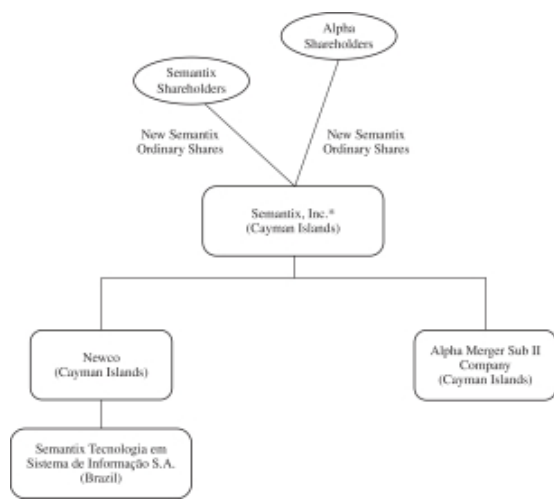 Alpha
Shareholders
Semantix
Shareholders
New Semantix
Ordinary Shares
New Semantix
Ordinary Shares
Semantix, Inc.*
(Cayman Islands)
Newco
(Cayman Islands)
Alpha Merger Sub II
Company
(Cayman Islands)
Semantix Tecnologia em
Sistema de Informação S.A.
(Brazil)